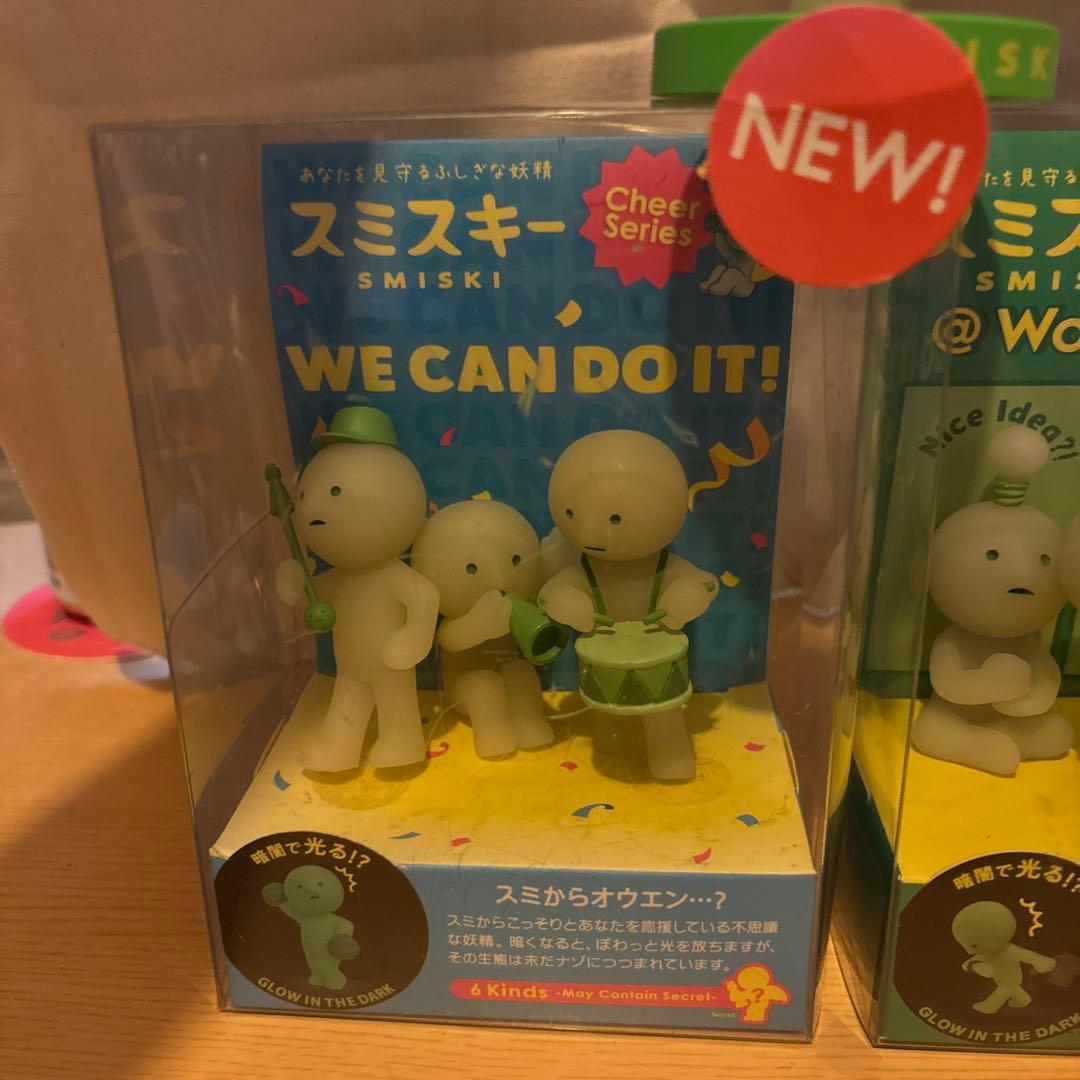 ISK
NEW!
あなたを見守るふしぎな妖精
スミスキー
SMISKI
Cheer
Series
WE CAN DO IT!
暗闇で光る!?
GLOW IN THE DARK
スミからオウエン…?
スミからこっそりとあなたを応援している不思議
な妖精。暗くなると、ぼわっと光を放ちますが、
その生態は未だナゾにつつまれています。
6 Kinds -May Contain Secret-
?
Secret
たを見守る
スミス
SMIS
@ Wo
Nice Idea?!
暗闇で光る!?
GLOW IN THE DARK